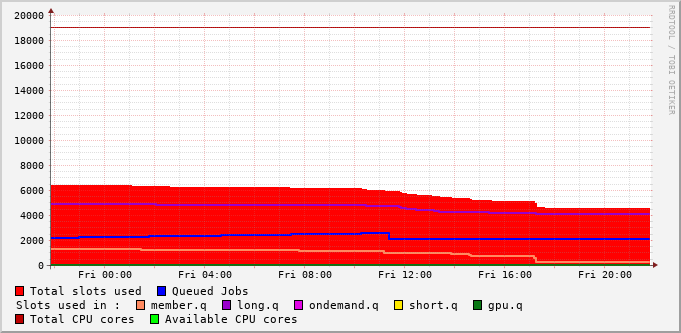 20000
18000
16000
14000
12000
10000
8000
6000
4000
2000
0
Fri 00:00 Fri 04:00 Fri 08:00 Fri 12:00 Fri 16:00 Fri 20:00
Total slots used Queued Jobs
Slots used in : member.q long.q ondemand.q short.q gpu.q
Total CPU cores Available CPU cores
RRDTOOL / TOBI OETIKER